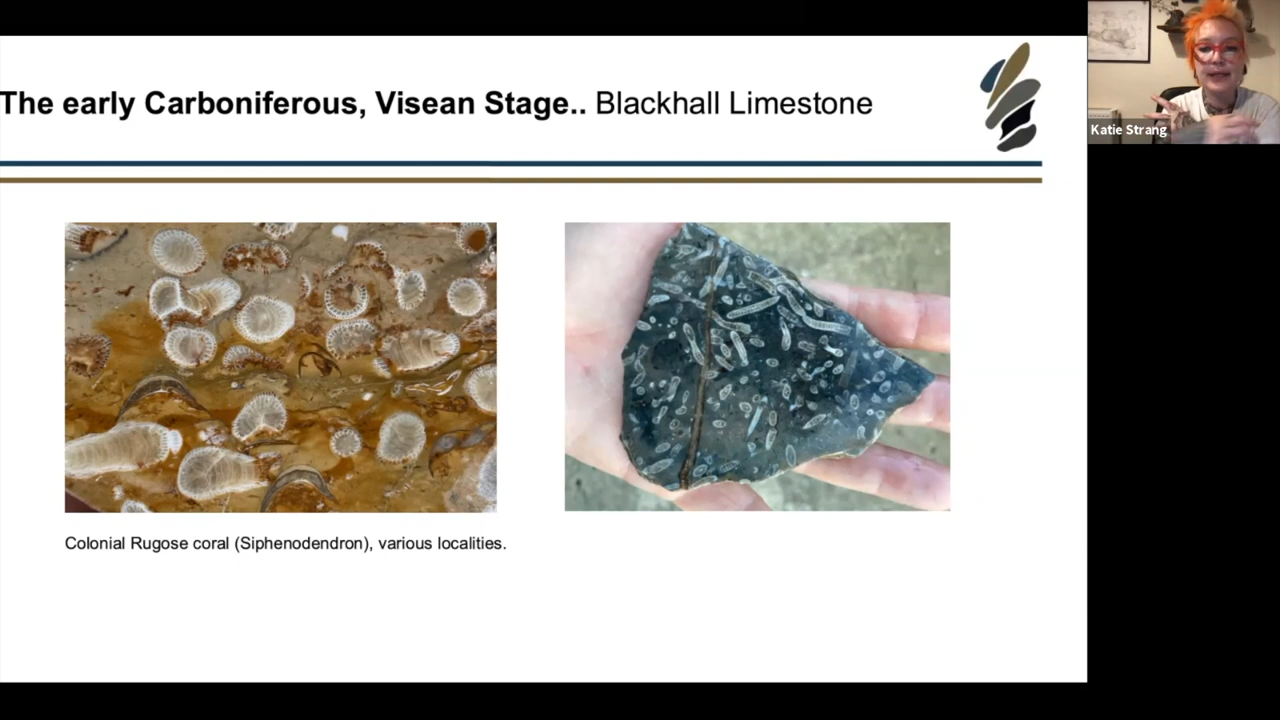 The early Carboniferous, Visean Stage.. Blackhall Limestone
Katie Strang
Colonial Rugose coral (Siphenodendron), various localities.